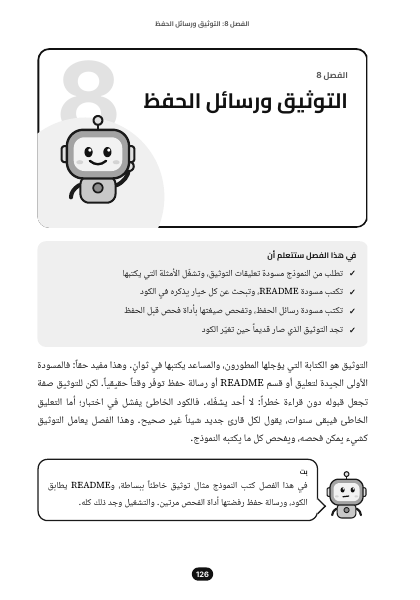 الفصل 8: التوثيق ورسائل الحفظ
8
الفصل 8
التوثيق ورسائل الحفظ
في هذا الفصل ستتعلم أن
✓ تطلب من النموذج مسودة تعليقات التوثيق، وتشغّل الأمثلة التي يكتبها
✓ تكتب مسودة README، وتبحث عن كل خيار يذكره في الكود
✓ تكتب مسودة رسائل الحفظ، وتفحص صيغتها بأداة فحص قبل الحفظ
✓ تجد التوثيق الذي صار قديماً حين تغيّر الكود
التوثيق هو الكتابة التي يؤجلها المطورون، والمساعد يكتبها في ثوانٍ. وهذا مفيد حقاً: فالمسودة
الأولى الجيدة لتعليق أو قسم README أو رسالة حفظ توفّر وقتاً حقيقياً. لكن للتوثيق صفة
تجعل قبوله دون قراءة خطراً: لا أحد يشغّله. فالكود الخاطئ يفشل في اختبار؛ أما التعليق
الخاطئ فيبقى سنوات، يقول لكل قارئ جديد شيئاً غير صحيح. وهذا الفصل يعامل التوثيق
كشيء يمكن فحصه، ويفحص كل ما يكتبه النموذج.
بت
في هذا الفصل كتب النموذج مثال توثيق خاطئاً ببساطة، وREADME يطابق
الكود، ورسالة حفظ رفضتها أداة الفحص مرتين. والتشغيل وجد ذلك كله.
126